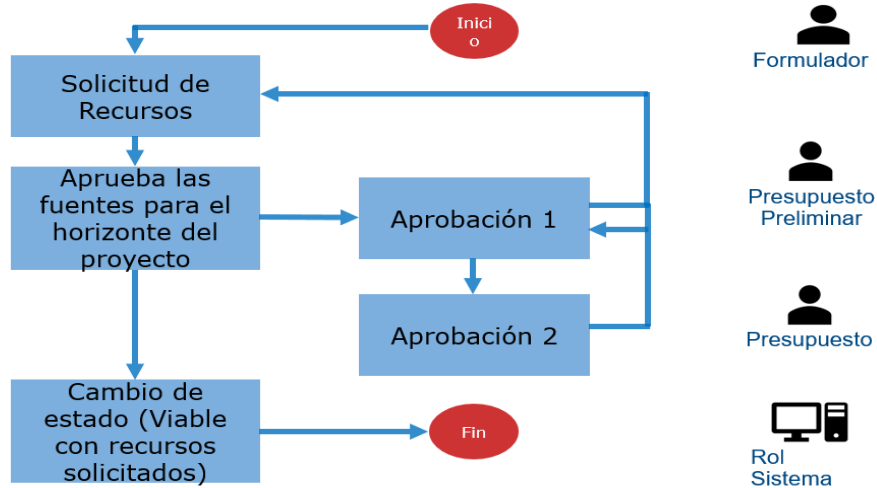 Inici
o
Formulador
Solicitud de
Recursos
Aprueba las
fuentes para el
horizonte del
proyecto
Aprobación 1
Presupuesto
Preliminar
Aprobación 2
Presupuesto
Cambio de
estado (Viable
con recursos
solicitados)
Fin
Rol
Sistema